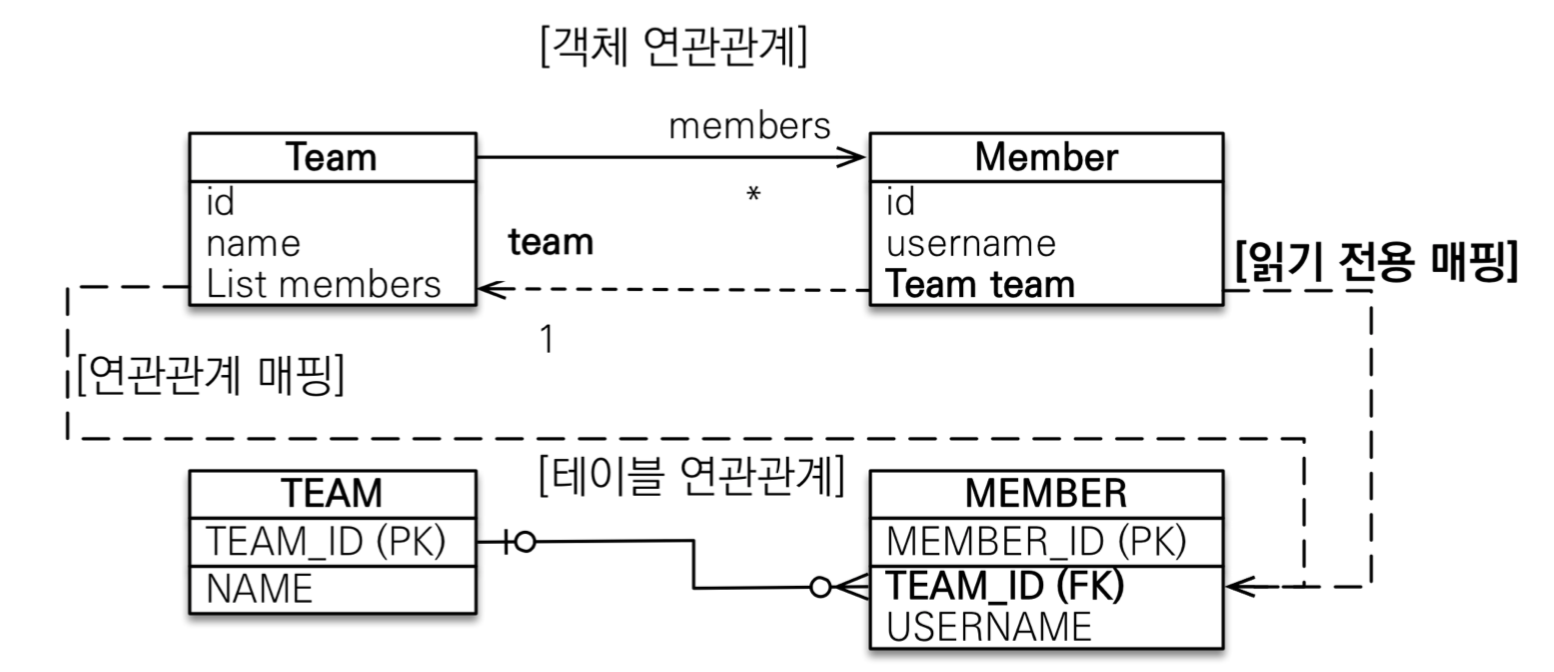 [객체 연관관계]
members
Team
Member
*
id
name
List members
team
id
username
Team team
[읽기 전용 매핑]
1
[연관관계 매핑]
[테이블 연관관계]
TEAM
TEAM_ID (PK)
NAME
MEMBER
MEMBER_ID (PK)
TEAM_ID (FK)
USERNAME